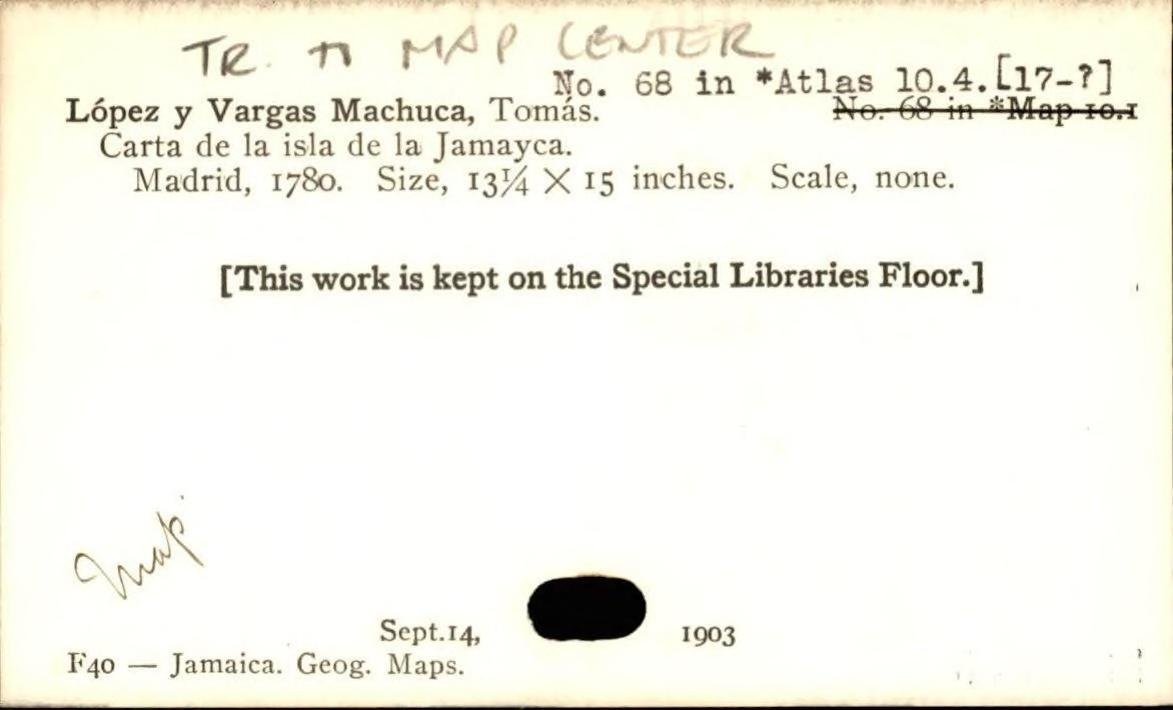 TR. TO MAP CENTER
No. 68 in *Atlas 10.4.[17-?]
López y Vargas Machuca, Tomás. No. 68 in *Map 10.1
Carta de la isla de la Jamayca.
Madrid, 1780. Size, 13¼ X 15 inches. Scale, none.
[This work is kept on the Special Libraries Floor.]
Map
Sept.14, 1903
F40 — Jamaica. Geog. Maps.